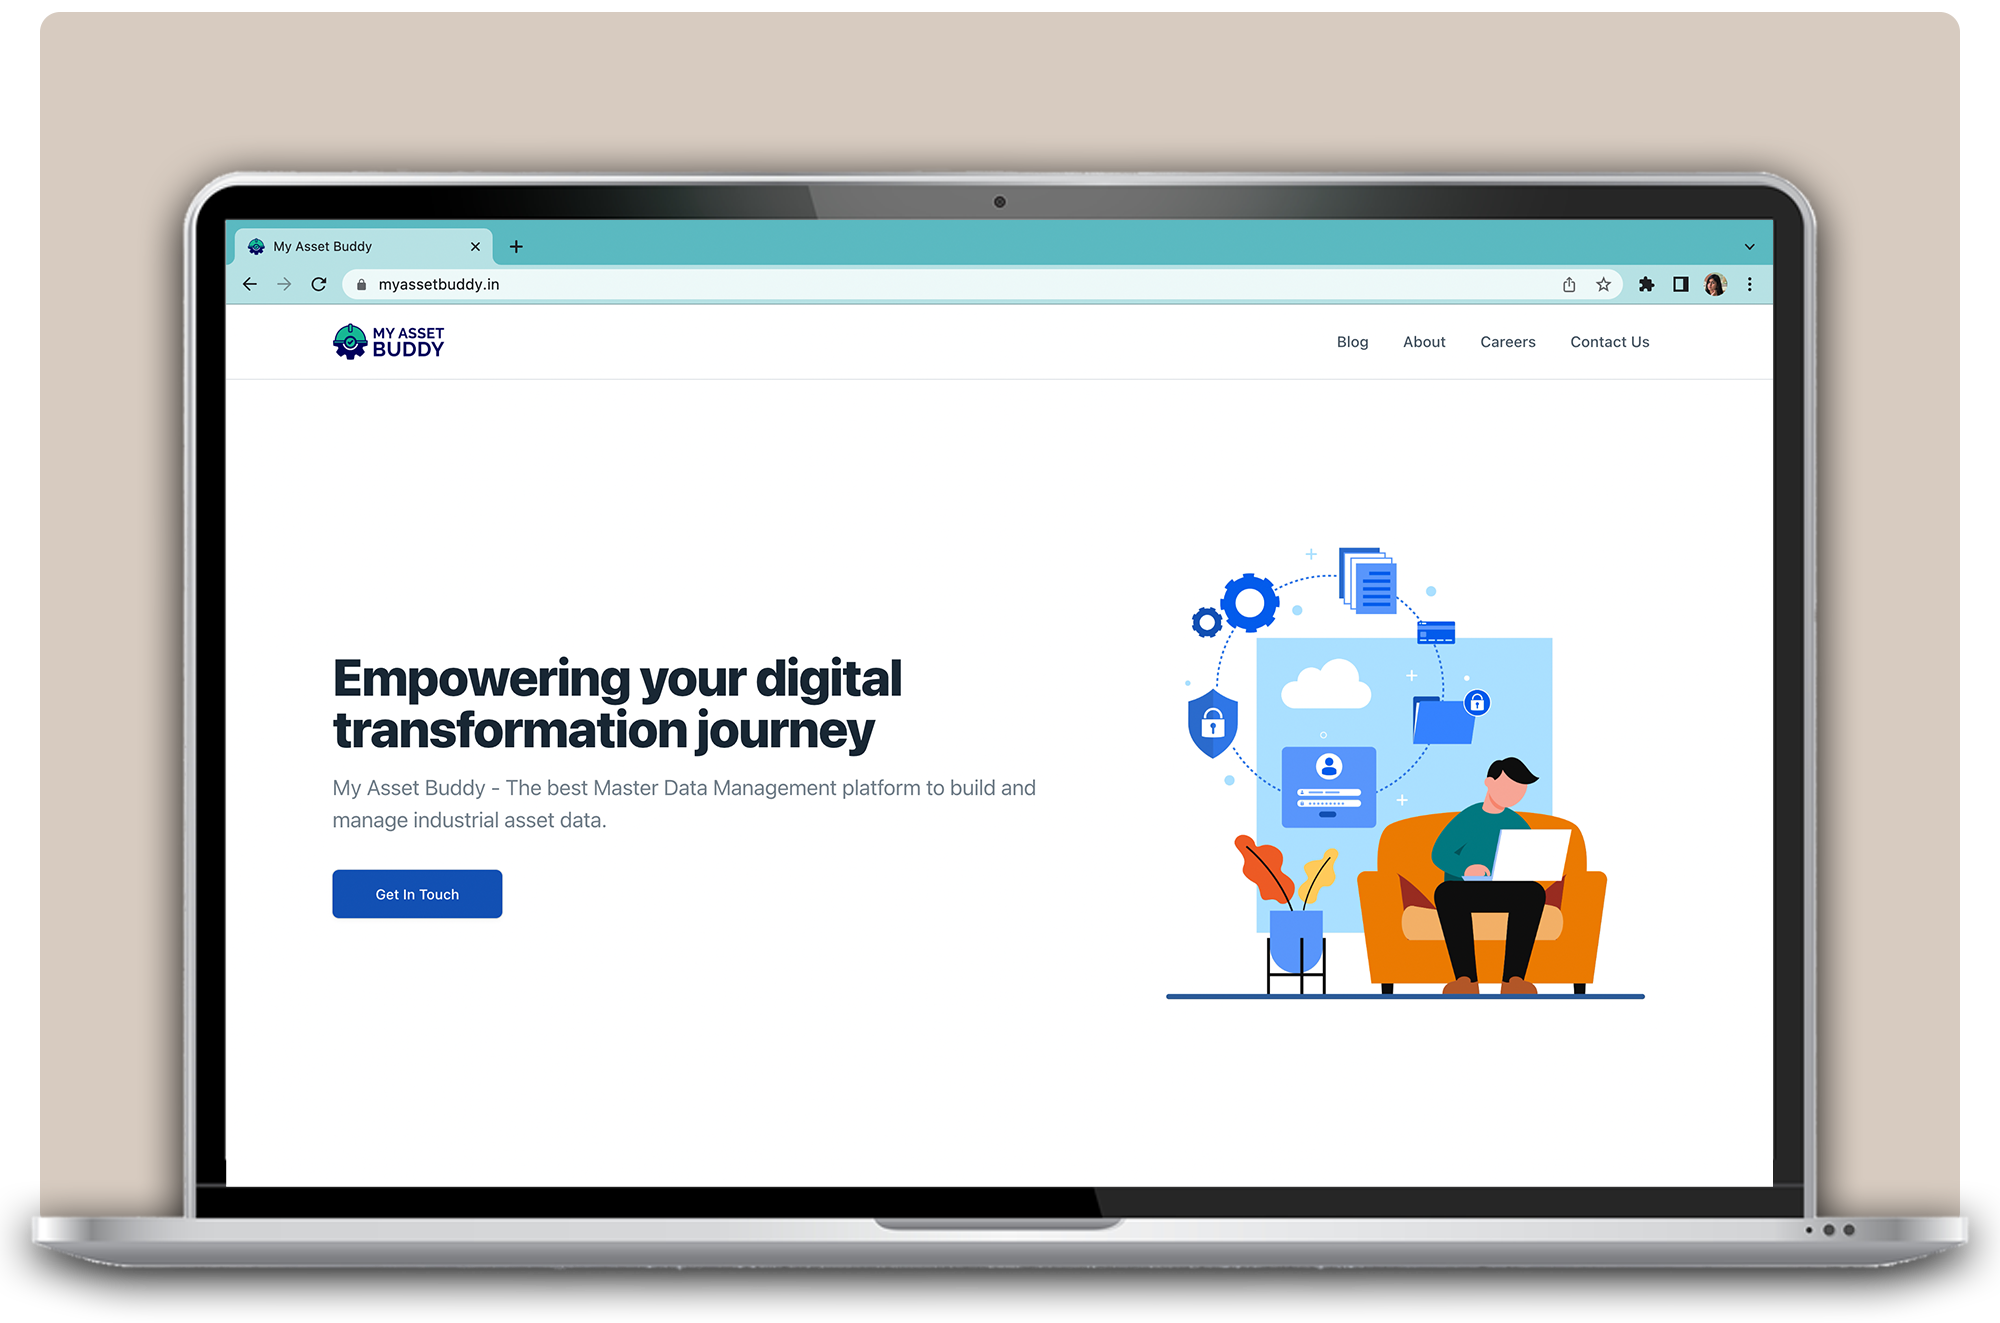 My Asset Buddy
myassetbuddy.in
MY ASSET
BUDDY
Blog About Careers Contact Us
Empowering your digital
transformation journey
My Asset Buddy - The best Master Data Management platform to build and
manage industrial asset data.
Get In Touch